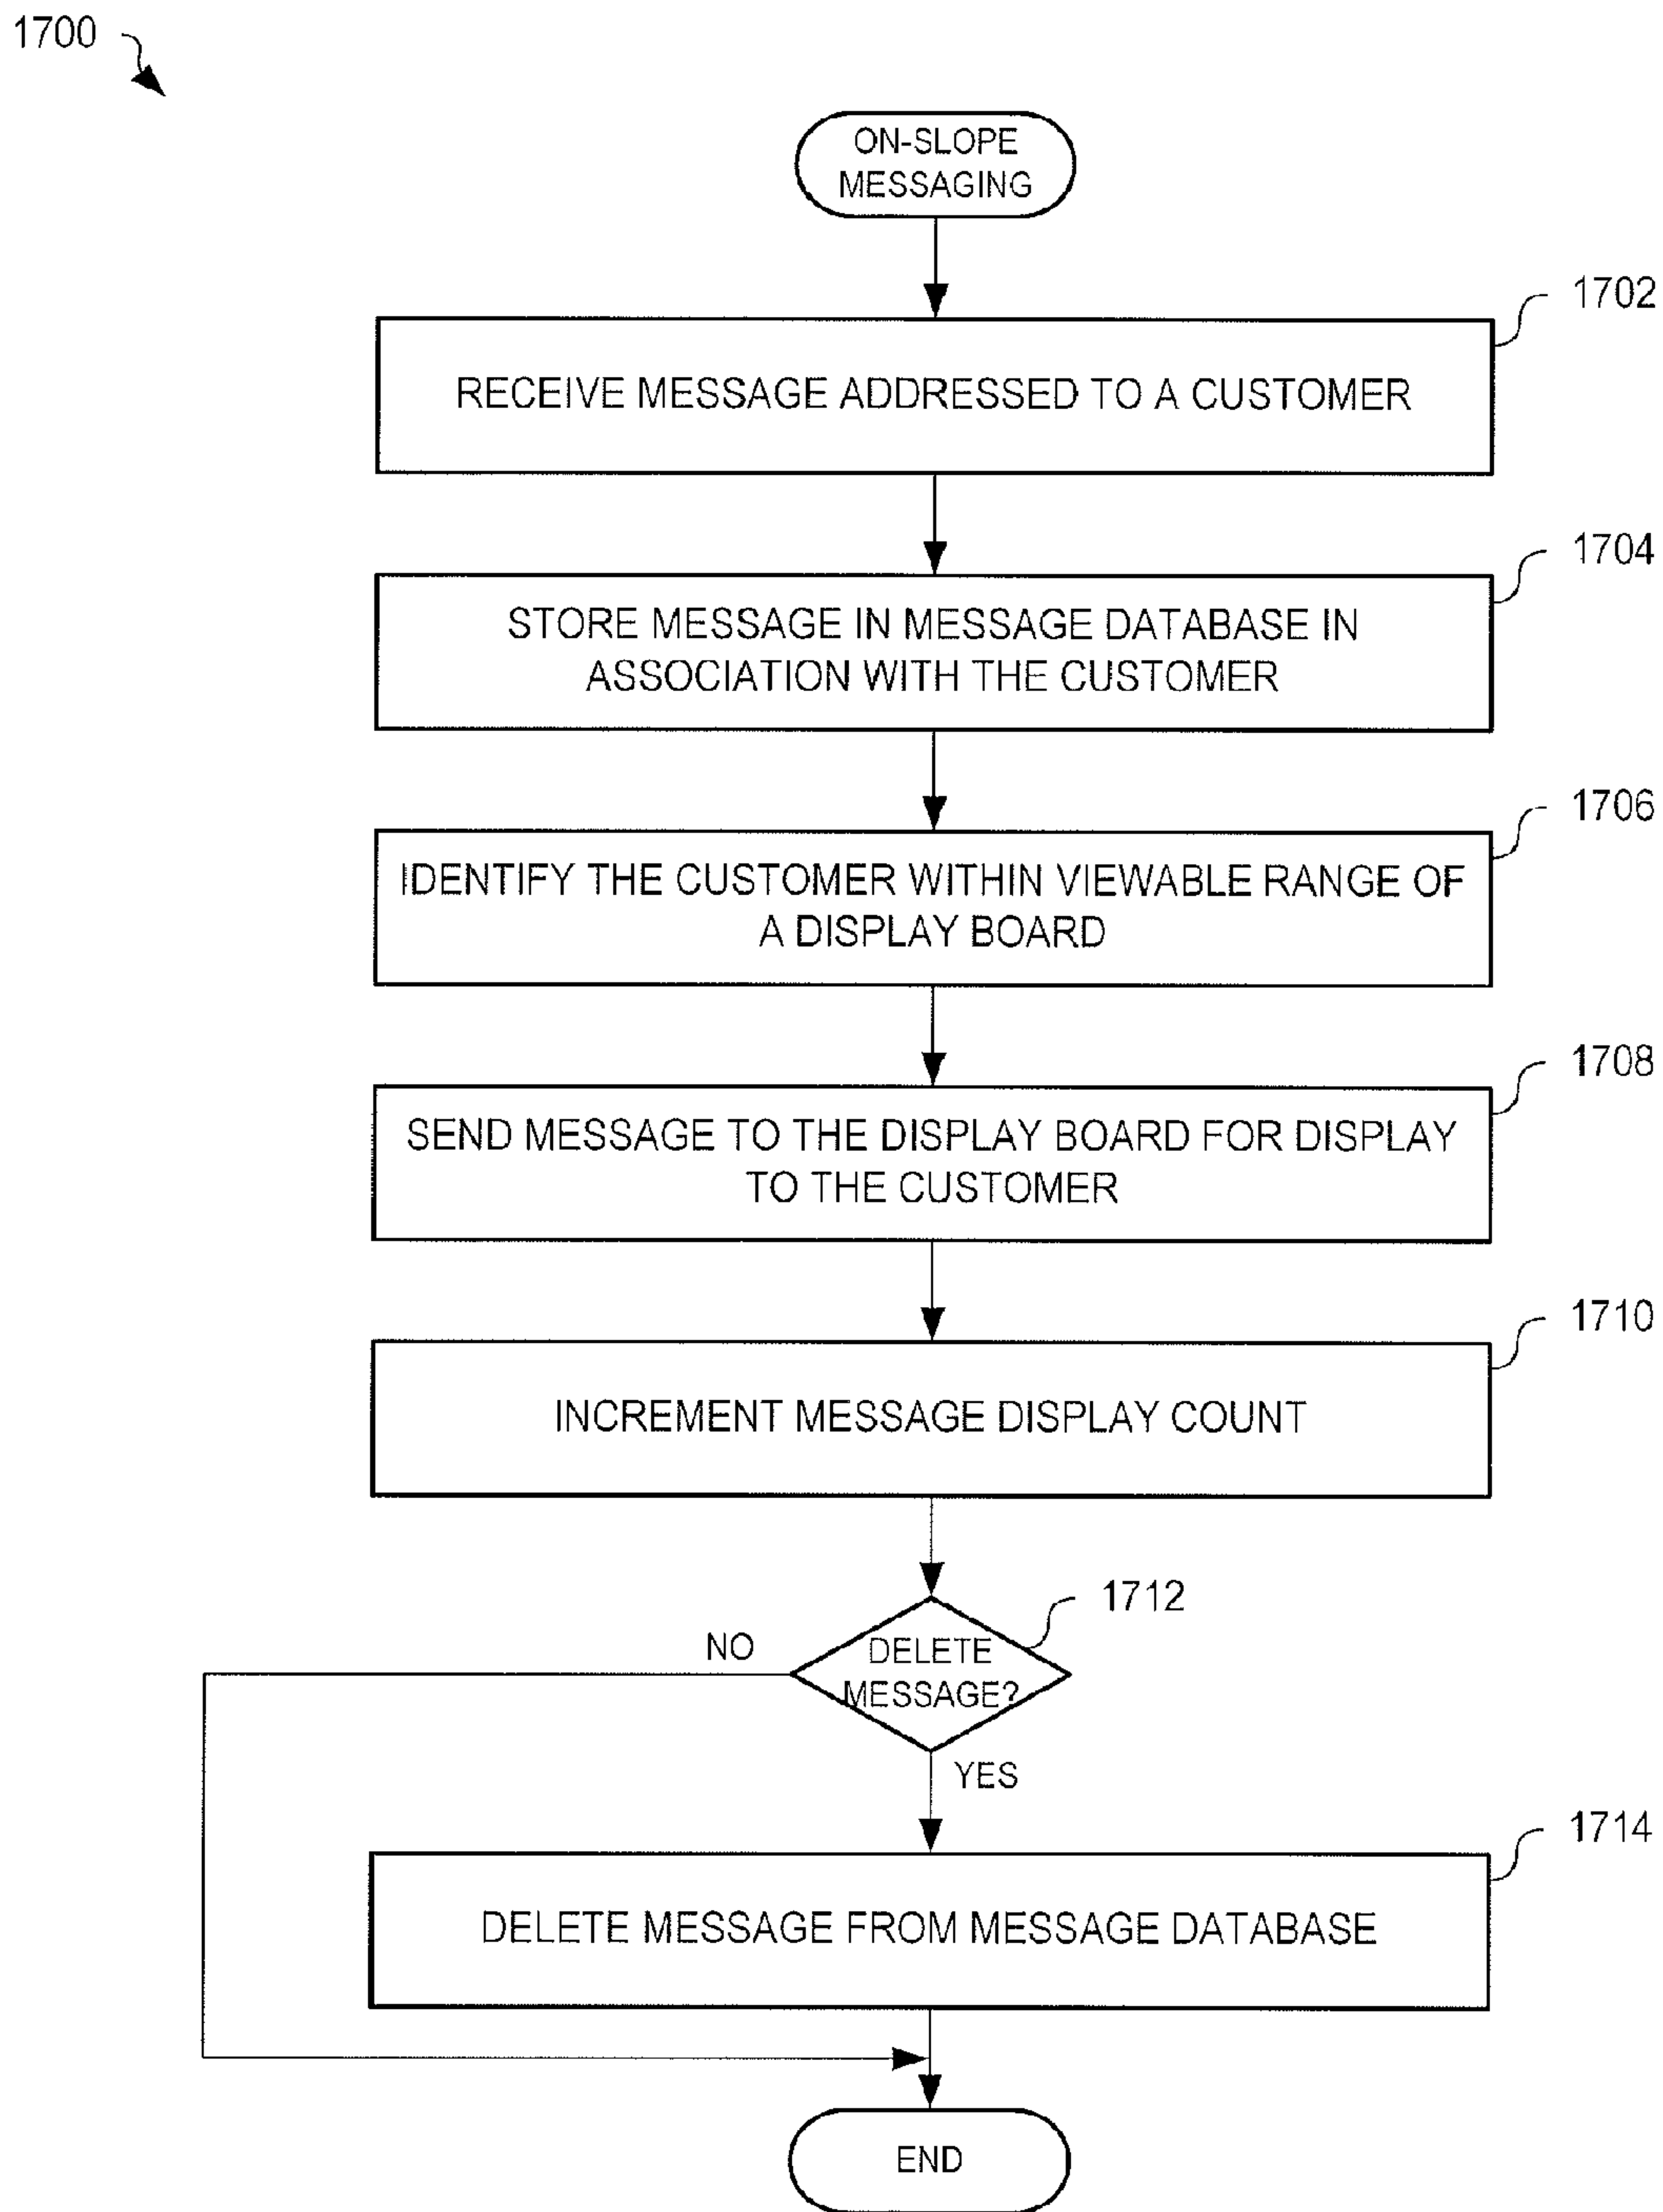 1700
ON-SLOPE
MESSAGING
1702
RECEIVE MESSAGE ADDRESSED TO A CUSTOMER
1704
STORE MESSAGE IN MESSAGE DATABASE IN
ASSOCIATION WITH THE CUSTOMER
1706
IDENTIFY THE CUSTOMER WITHIN VIEWABLE RANGE OF
A DISPLAY BOARD
1708
SEND MESSAGE TO THE DISPLAY BOARD FOR DISPLAY
TO THE CUSTOMER
1710
INCREMENT MESSAGE DISPLAY COUNT
1712
NO
DELETE
MESSAGE?
YES
1714
DELETE MESSAGE FROM MESSAGE DATABASE
END